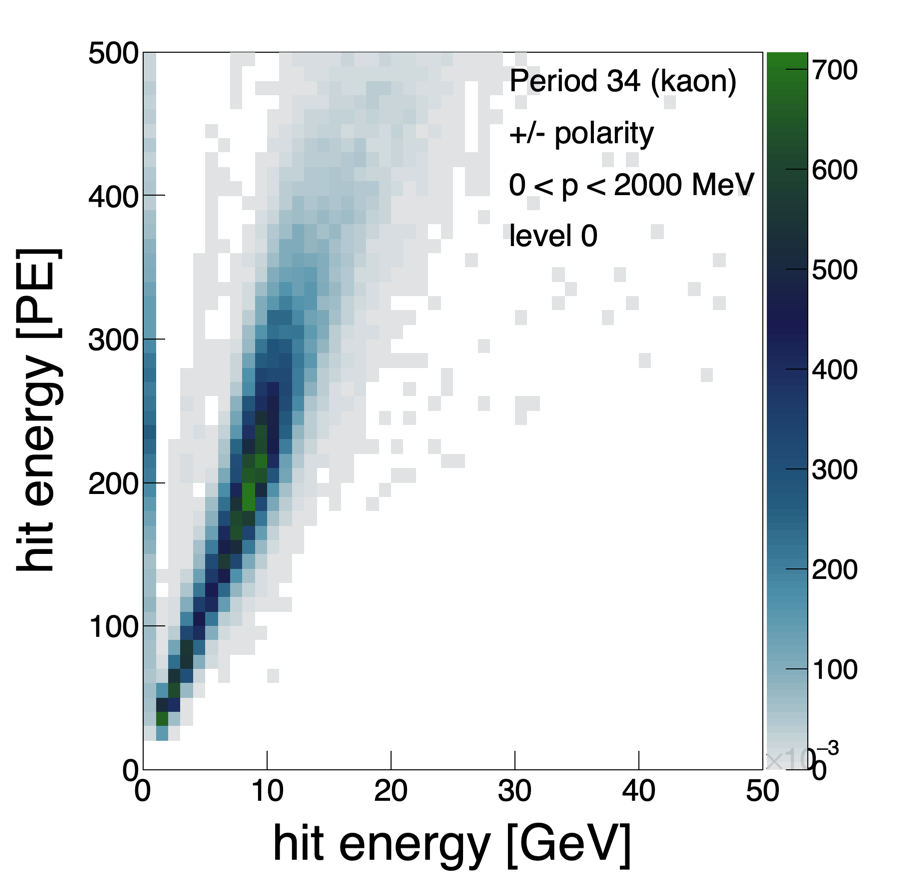 500
400
300
200
100
0
hit energy [PE]
Period 34 (kaon)
+/- polarity
0 < p < 2000 MeV
level 0
0 10 20 30 40 50
hit energy [GeV]
700
600
500
400
300
200
100
0
×10⁻³